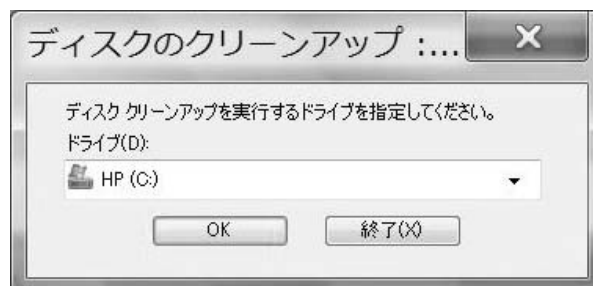 ディスクのクリーンアップ :...
ディスク クリーンアップを実行するドライブを指定してください。
ドライブ(D):
HP (C:)
OK
終了(X)